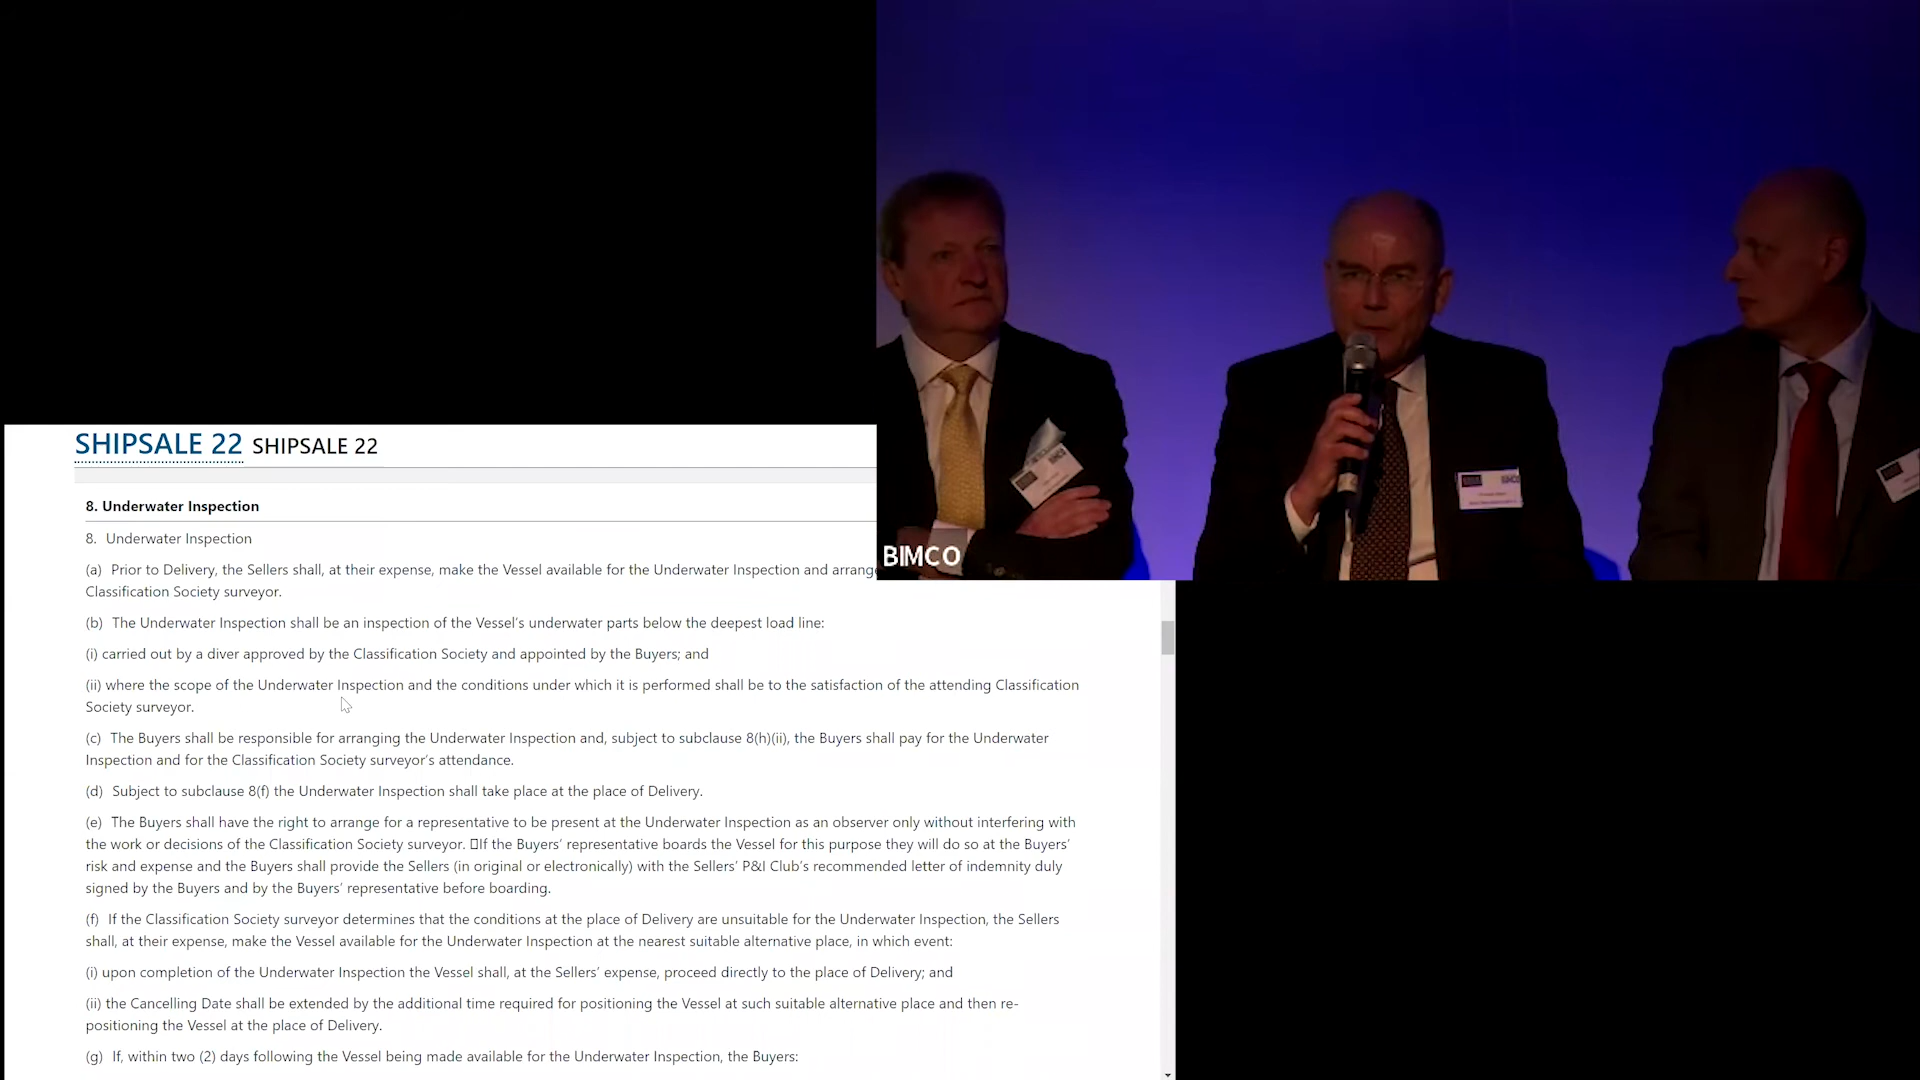 SHIPSALE 22 SHIPSALE 22
8. Underwater Inspection
8. Underwater Inspection
(a) Prior to Delivery, the Sellers shall, at their expense, make the Vessel available for the Underwater Inspection and arrange
Classification Society surveyor.
(b) The Underwater Inspection shall be an inspection of the Vessel's underwater parts below the deepest load line:
(i) carried out by a diver approved by the Classification Society and appointed by the Buyers; and
(ii) where the scope of the Underwater Inspection and the conditions under which it is performed shall be to the satisfaction of the attending Classification
Society surveyor.
(c) The Buyers shall be responsible for arranging the Underwater Inspection and, subject to subclause 8(h)(ii), the Buyers shall pay for the Underwater
Inspection and for the Classification Society surveyor's attendance.
(d) Subject to subclause 8(f) the Underwater Inspection shall take place at the place of Delivery.
(e) The Buyers shall have the right to arrange for a representative to be present at the Underwater Inspection as an observer only without interfering with
the work or decisions of the Classification Society surveyor. If the Buyers' representative boards the Vessel for this purpose they will do so at the Buyers'
risk and expense and the Buyers shall provide the Sellers (in original or electronically) with the Sellers' P&I Club's recommended letter of indemnity duly
signed by the Buyers and by the Buyers' representative before boarding.
(f) If the Classification Society surveyor determines that the conditions at the place of Delivery are unsuitable for the Underwater Inspection, the Sellers
shall, at their expense, make the Vessel available for the Underwater Inspection at the nearest suitable alternative place, in which event:
(i) upon completion of the Underwater Inspection the Vessel shall, at the Sellers' expense, proceed directly to the place of Delivery; and
(ii) the Cancelling Date shall be extended by the additional time required for positioning the Vessel at such suitable alternative place and then re-
positioning the Vessel at the place of Delivery.
(g) If, within two (2) days following the Vessel being made available for the Underwater Inspection, the Buyers:
BIMCO